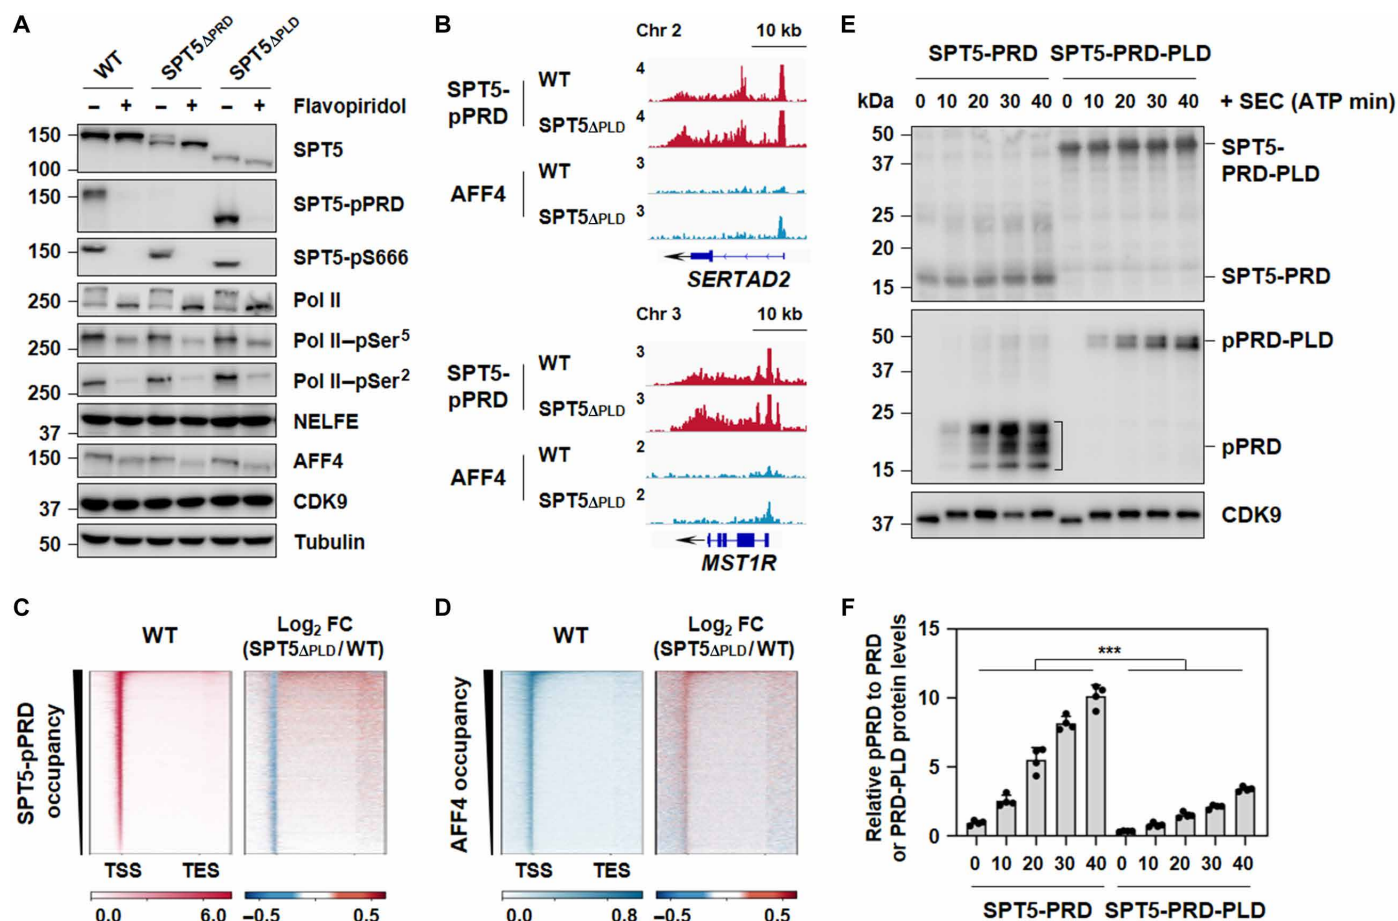 A
WT
SPT5ΔPRD
SPT5ΔPLD
– + – + – + Flavopiridol
150
100
SPT5
150
SPT5-pPRD
150
SPT5-pS666
250
Pol II
250
Pol II–pSer5
250
Pol II–pSer2
37
NELFE
150
AFF4
37
CDK9
50
Tubulin
B
Chr 2
10 kb
SPT5-
pPRD
WT
4
SPT5ΔPLD
4
AFF4
WT
3
SPT5ΔPLD
3
SERTAD2
Chr 3
10 kb
SPT5-
pPRD
WT
3
SPT5ΔPLD
3
AFF4
WT
2
SPT5ΔPLD
2
MST1R
E
SPT5-PRD SPT5-PRD-PLD
kDa 0 10 20 30 40 0 10 20 30 40 + SEC (ATP min)
50
37
25
20
15
SPT5-
PRD-PLD
SPT5-PRD
50
37
25
15
pPRD-PLD
pPRD
37
CDK9
C
WT
Log2 FC
(SPT5ΔPLD/WT)
SPT5-pPRD
occupancy
TSS TES
0.0 6.0
–0.5 0.5
D
WT
Log2 FC
(SPT5ΔPLD/WT)
AFF4 occupancy
TSS TES
0.0 0.8
–0.5 0.5
F
Relative pPRD to PRD
or PRD-PLD protein levels
15
10
5
0
***
0 10 20 30 40 0 10 20 30 40
SPT5-PRD SPT5-PRD-PLD